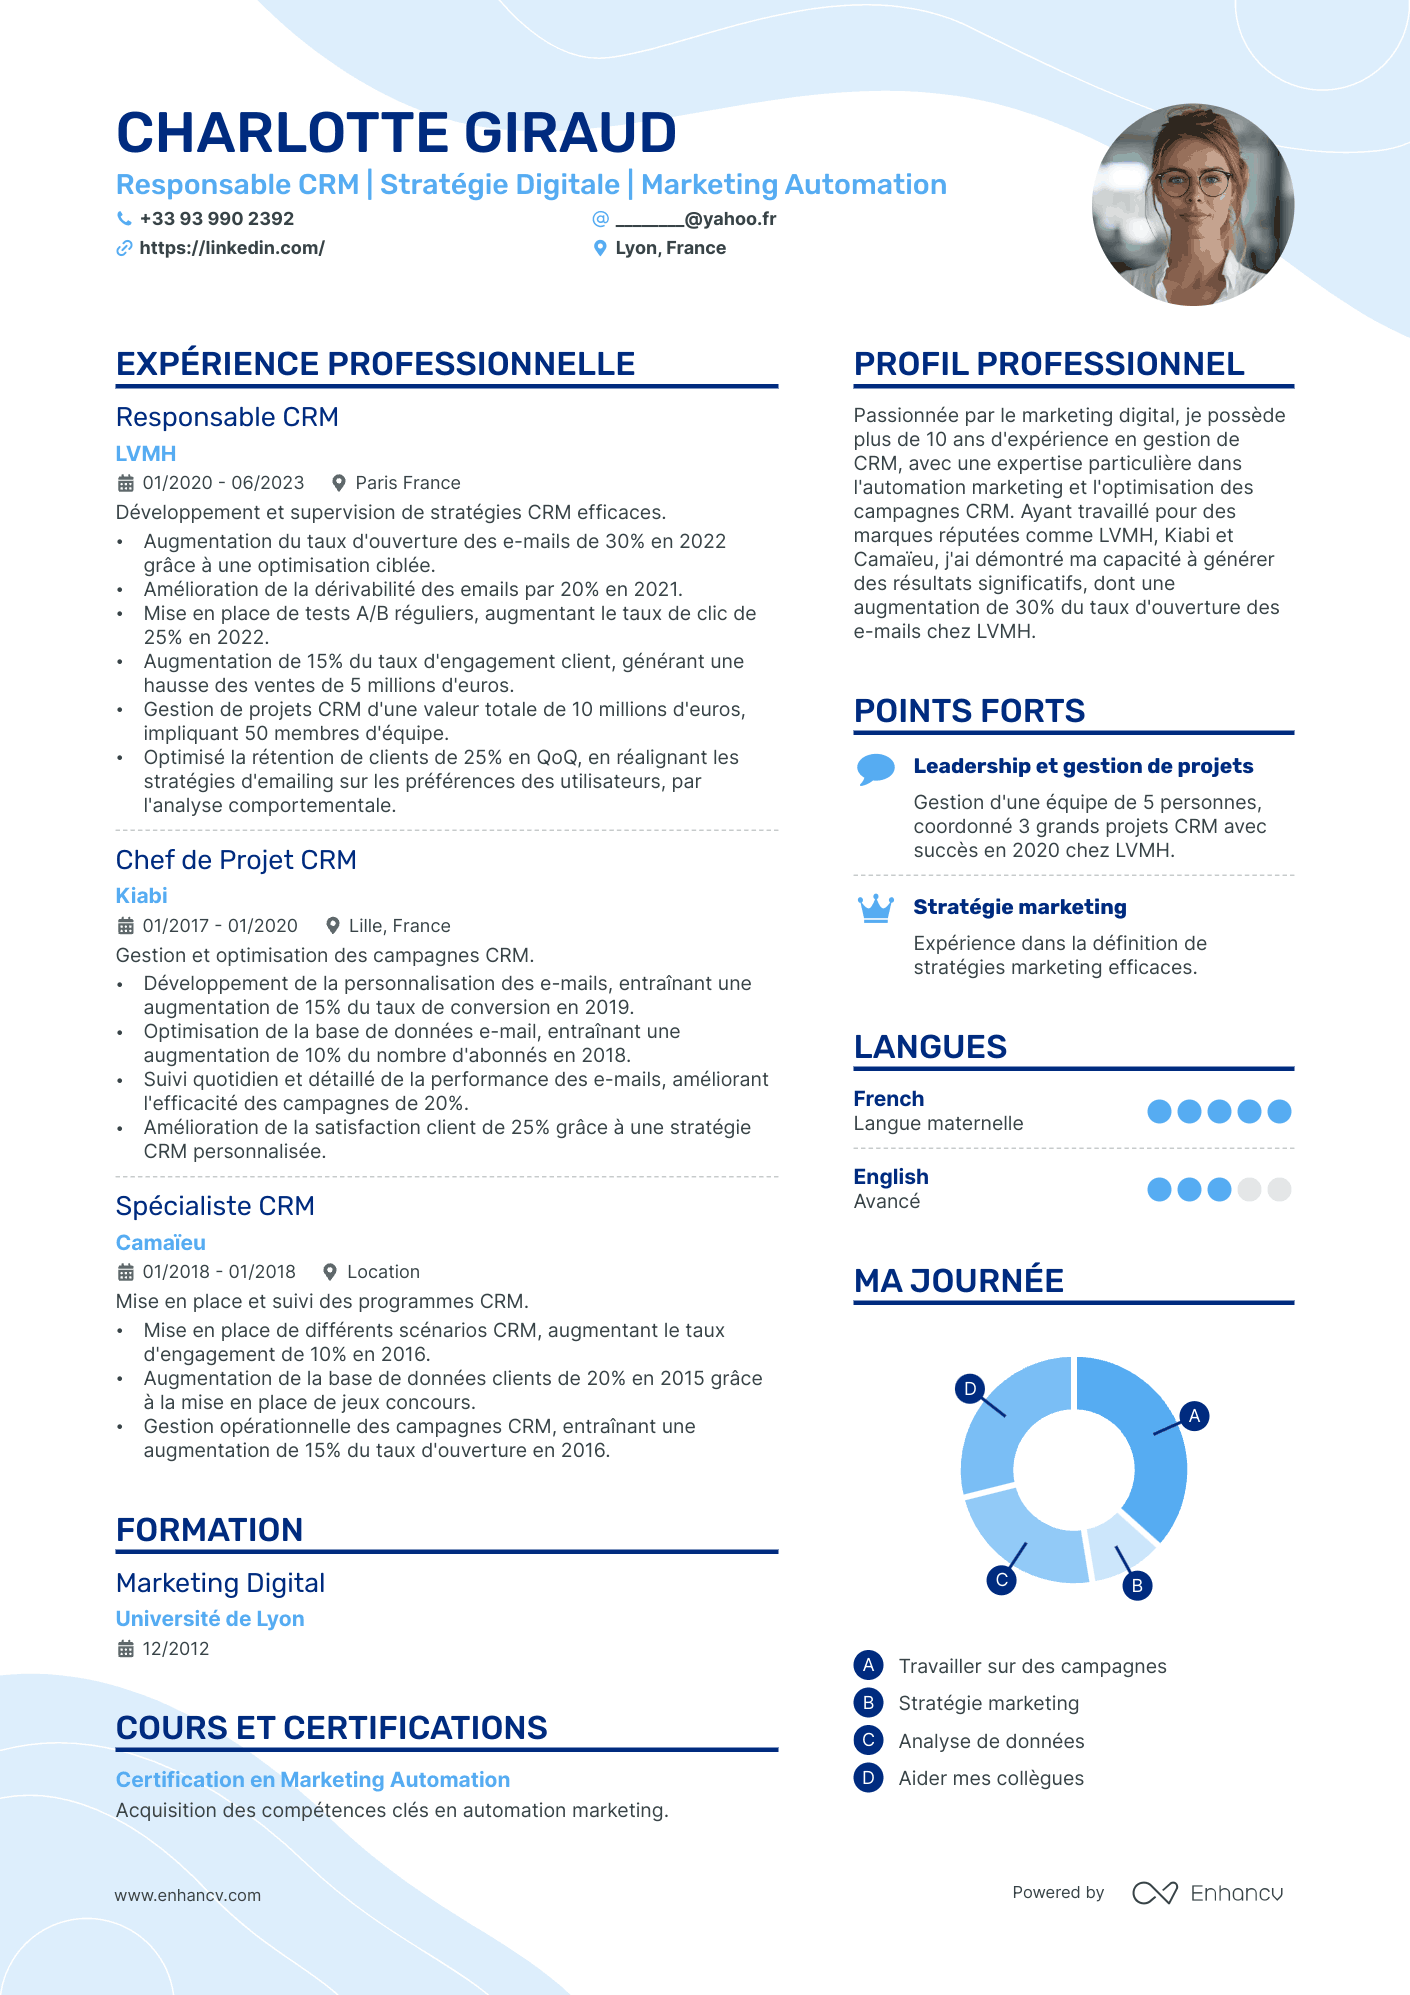 CHARLOTTE GIRAUD
Responsable CRM | Stratégie Digitale | Marketing Automation
+33 93 990 2392
________@yahoo.fr
https://linkedin.com/
Lyon, France
EXPÉRIENCE PROFESSIONNELLE
Responsable CRM
LVMH
01/2020 - 06/2023 Paris France
Développement et supervision de stratégies CRM efficaces.
• Augmentation du taux d'ouverture des e-mails de 30% en 2022
grâce à une optimisation ciblée.
• Amélioration de la dérivabilité des emails par 20% en 2021.
• Mise en place de tests A/B réguliers, augmentant le taux de clic de
25% en 2022.
• Augmentation de 15% du taux d'engagement client, générant une
hausse des ventes de 5 millions d'euros.
• Gestion de projets CRM d'une valeur totale de 10 millions d'euros,
impliquant 50 membres d'équipe.
• Optimisé la rétention de clients de 25% en QoQ, en réalignant les
stratégies d'emailing sur les préférences des utilisateurs, par
l'analyse comportementale.
Chef de Projet CRM
Kiabi
01/2017 - 01/2020 Lille, France
Gestion et optimisation des campagnes CRM.
• Développement de la personnalisation des e-mails, entraînant une
augmentation de 15% du taux de conversion en 2019.
• Optimisation de la base de données e-mail, entraînant une
augmentation de 10% du nombre d'abonnés en 2018.
• Suivi quotidien et détaillé de la performance des e-mails, améliorant
l'efficacité des campagnes de 20%.
• Amélioration de la satisfaction client de 25% grâce à une stratégie
CRM personnalisée.
Spécialiste CRM
Camaïeu
01/2018 - 01/2018 Location
Mise en place et suivi des programmes CRM.
• Mise en place de différents scénarios CRM, augmentant le taux
d'engagement de 10% en 2016.
• Augmentation de la base de données clients de 20% en 2015 grâce
à la mise en place de jeux concours.
• Gestion opérationnelle des campagnes CRM, entraînant une
augmentation de 15% du taux d'ouverture en 2016.
FORMATION
Marketing Digital
Université de Lyon
12/2012
COURS ET CERTIFICATIONS
Certification en Marketing Automation
Acquisition des compétences clés en automation marketing.
PROFIL PROFESSIONNEL
Passionnée par le marketing digital, je possède
plus de 10 ans d'expérience en gestion de
CRM, avec une expertise particulière dans
l'automation marketing et l'optimisation des
campagnes CRM. Ayant travaillé pour des
marques réputées comme LVMH, Kiabi et
Camaïeu, j'ai démontré ma capacité à générer
des résultats significatifs, dont une
augmentation de 30% du taux d'ouverture des
e-mails chez LVMH.
POINTS FORTS
Leadership et gestion de projets
Gestion d'une équipe de 5 personnes,
coordonné 3 grands projets CRM avec
succès en 2020 chez LVMH.
Stratégie marketing
Expérience dans la définition de
stratégies marketing efficaces.
LANGUES
French
Langue maternelle
English
Avancé
MA JOURNÉE
D
A
C
B
A Travailler sur des campagnes
B Stratégie marketing
C Analyse de données
D Aider mes collègues
www.enhancv.com
Powered by Enhancv